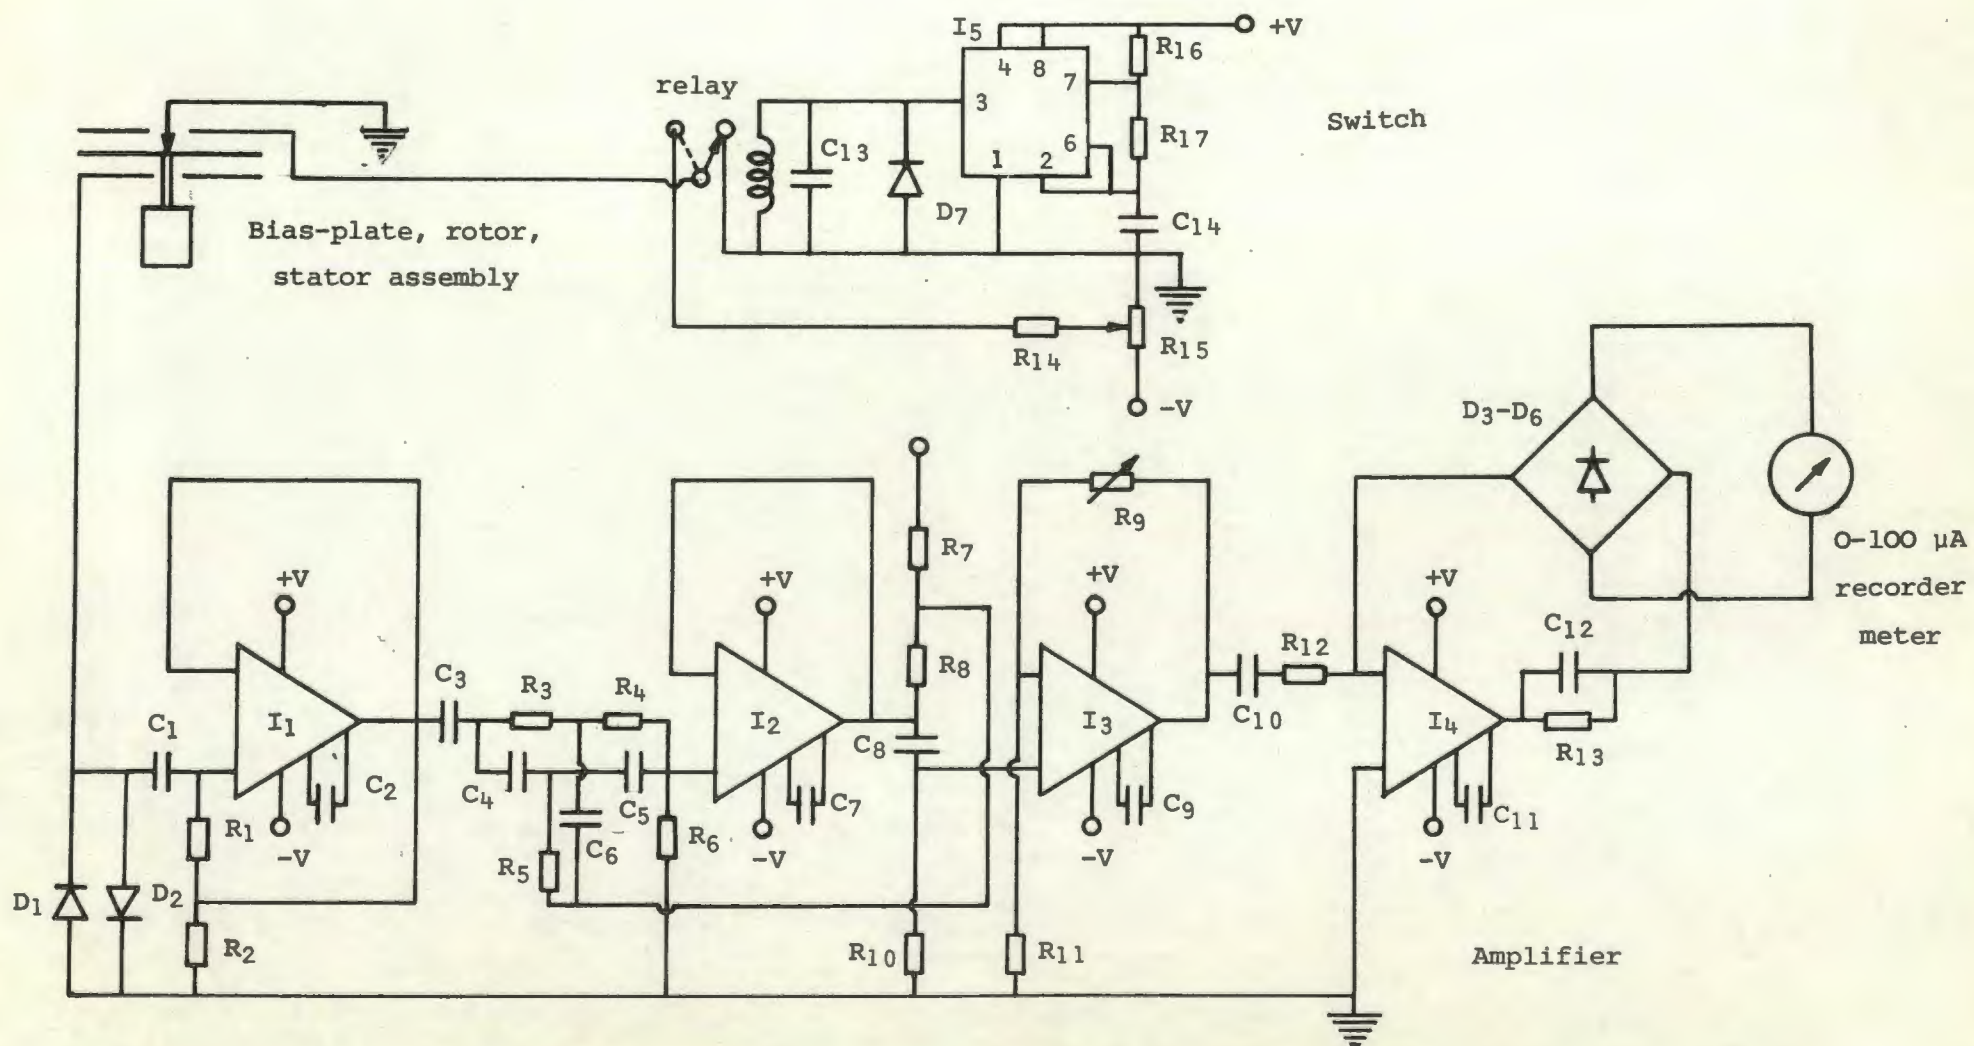 I5
+V
R16
4 8
7
relay
3
Switch
C13
R17
6
1 2
D7
C14
Bias-plate, rotor,
stator assembly
R14
R15
-V
D3-D6
R9
R7
0-100 µA
recorder
meter
+V
+V
+V
+V
C12
R12
R8
C3
R3
R4
C1
I1
I2
C8
I3
C10
I4
R13
C2
C4
C5
C7
C9
C11
R1
-V
C6
R6
-V
-V
-V
R5
D1
D2
R2
R10
R11
Amplifier